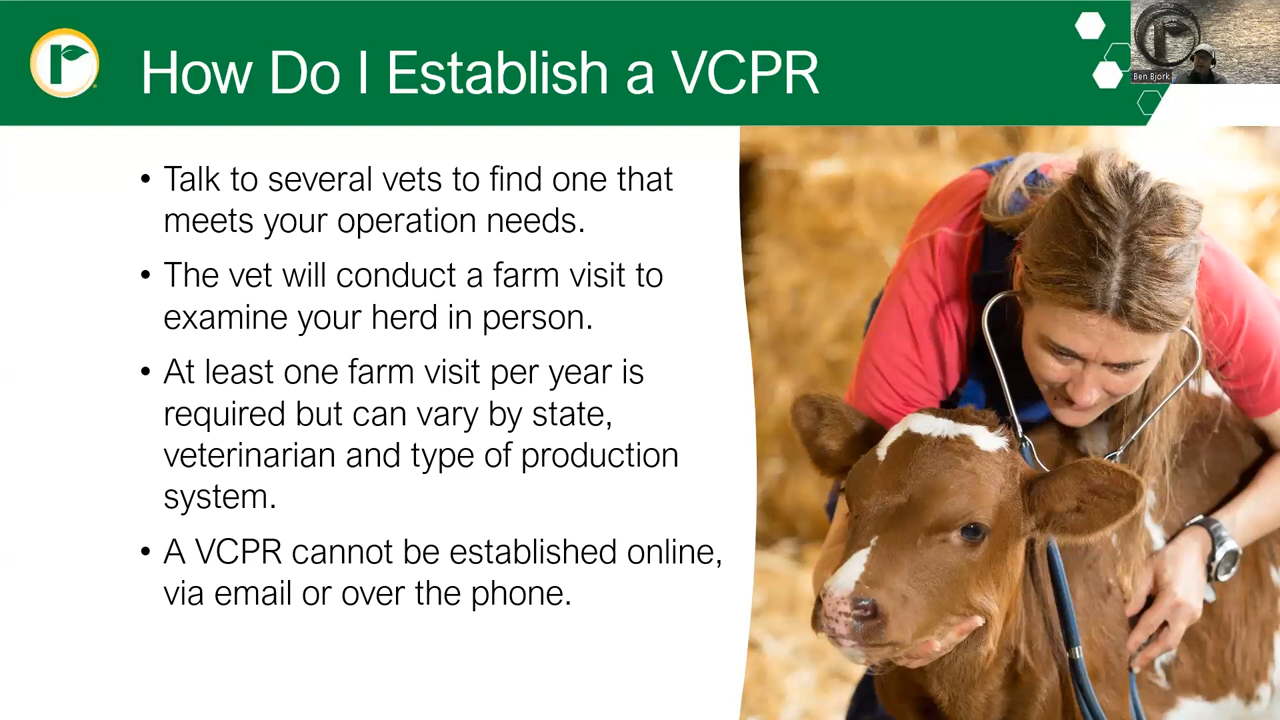 How Do I Establish a VCPR
Ben Bjork
• Talk to several vets to find one that
meets your operation needs.
• The vet will conduct a farm visit to
examine your herd in person.
• At least one farm visit per year is
required but can vary by state,
veterinarian and type of production
system.
• A VCPR cannot be established online,
via email or over the phone.